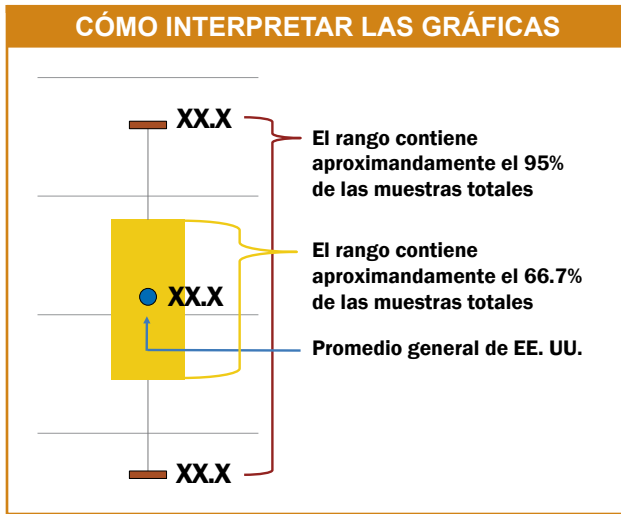 CÓMO INTERPRETAR LAS GRÁFICAS
XX.X
El rango contiene
aproximandamente el 95%
de las muestras totales
El rango contiene
aproximandamente el 66.7%
de las muestras totales
XX.X
Promedio general de EE. UU.
XX.X